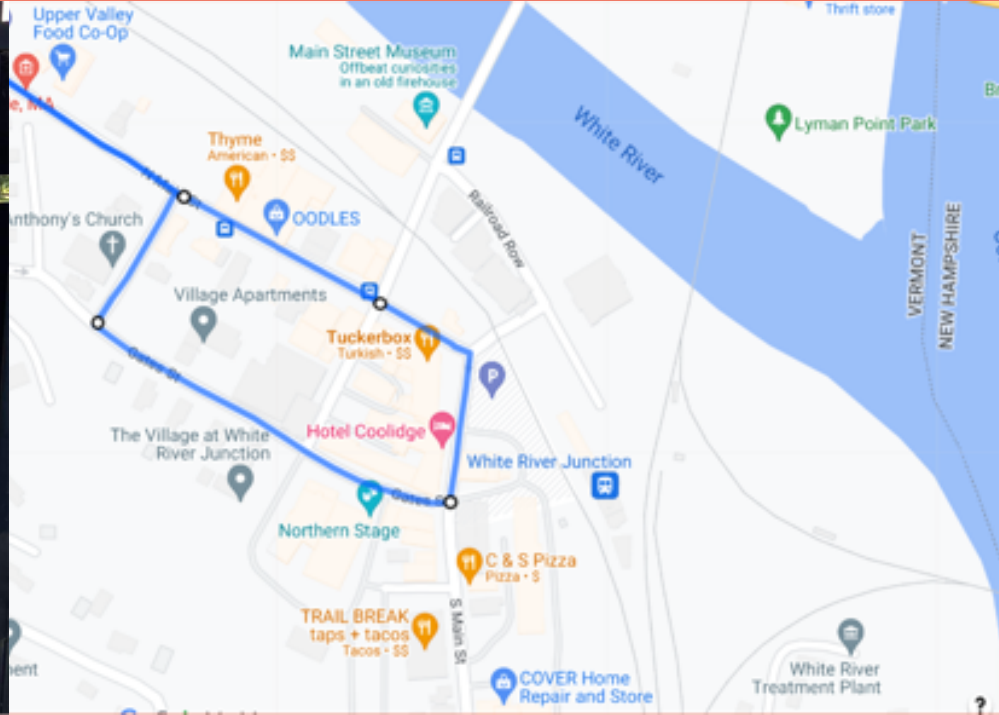 Upper Valley
Food Co-Op
Thrift store
Main Street Museum
Offbeat curiosities
in an old firehouse
e, MA
White River
Lyman Point Park
Thyme
American • $$
OODLES
Railroad Row
nthony's Church
VERMONT
NEW HAMPSHIRE
Village Apartments
Tuckerbox
Turkish • $$
P
Gates St
Hotel Coolidge
The Village at White
River Junction
White River Junction
Gates S
Northern Stage
C & S Pizza
Pizza • $
TRAIL BREAK
taps + tacos
Tacos • $$
S Main St
ent
White River
Treatment Plant
COVER Home
Repair and Store
?